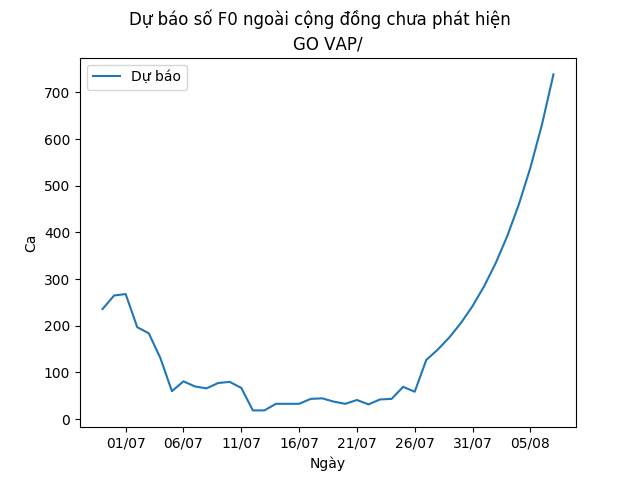 Dự báo số F0 ngoài cộng đồng chưa phát hiện
GO VAP/
Dự báo
Ca
700
600
500
400
300
200
100
0
01/07 06/07 11/07 16/07 21/07 26/07 31/07 05/08
Ngày